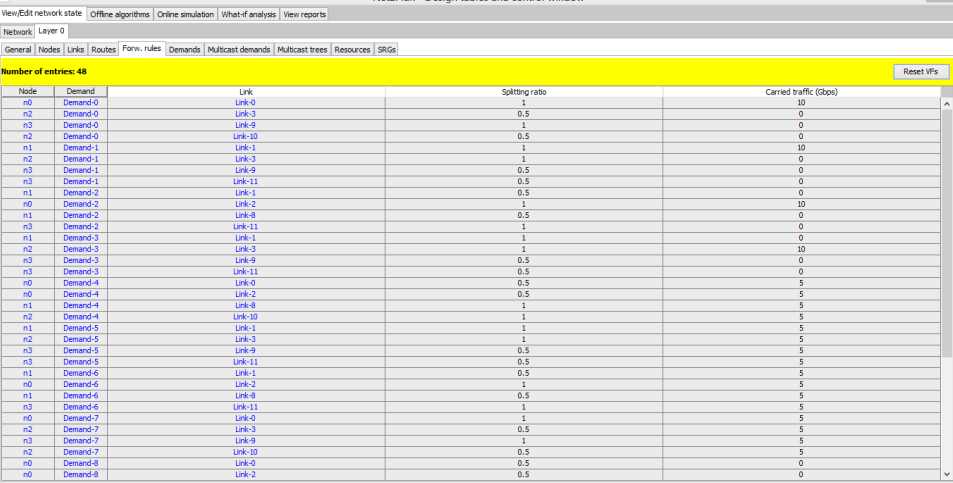 View/Edit network state Offline algorithms Online simulation What-if analysis View reports
Network Layer 0
General Nodes Links Routes Forw. rules Demands Multicast demands Multicast trees Resources SRGs
Number of entries: 48 Reset VFs
Node Demand Link Splitting ratio Carried traffic (Gbps)
n0 Demand-0 Link-0 1 10
n2 Demand-0 Link-3 0.5 0
n3 Demand-0 Link-9 1 0
n2 Demand-0 Link-10 0.5 0
n1 Demand-1 Link-1 1 10
n2 Demand-1 Link-3 1 0
n3 Demand-1 Link-9 0.5 0
n3 Demand-1 Link-11 0.5 0
n1 Demand-2 Link-1 0.5 0
n0 Demand-2 Link-2 1 10
n1 Demand-2 Link-8 0.5 0
n3 Demand-2 Link-11 1 0
n1 Demand-3 Link-1 1 0
n2 Demand-3 Link-3 1 10
n3 Demand-3 Link-9 0.5 0
n3 Demand-3 Link-11 0.5 0
n0 Demand-4 Link-0 0.5 5
n0 Demand-4 Link-2 0.5 5
n1 Demand-4 Link-8 1 5
n2 Demand-4 Link-10 1 5
n1 Demand-5 Link-1 1 5
n2 Demand-5 Link-3 1 5
n3 Demand-5 Link-9 0.5 5
n3 Demand-5 Link-11 0.5 5
n1 Demand-6 Link-1 0.5 5
n0 Demand-6 Link-2 1 5
n1 Demand-6 Link-8 0.5 5
n3 Demand-6 Link-11 1 5
n0 Demand-7 Link-0 1 5
n2 Demand-7 Link-3 0.5 5
n3 Demand-7 Link-9 1 5
n2 Demand-7 Link-10 0.5 5
n0 Demand-8 Link-0 0.5 0
n0 Demand-8 Link-2 0.5 0